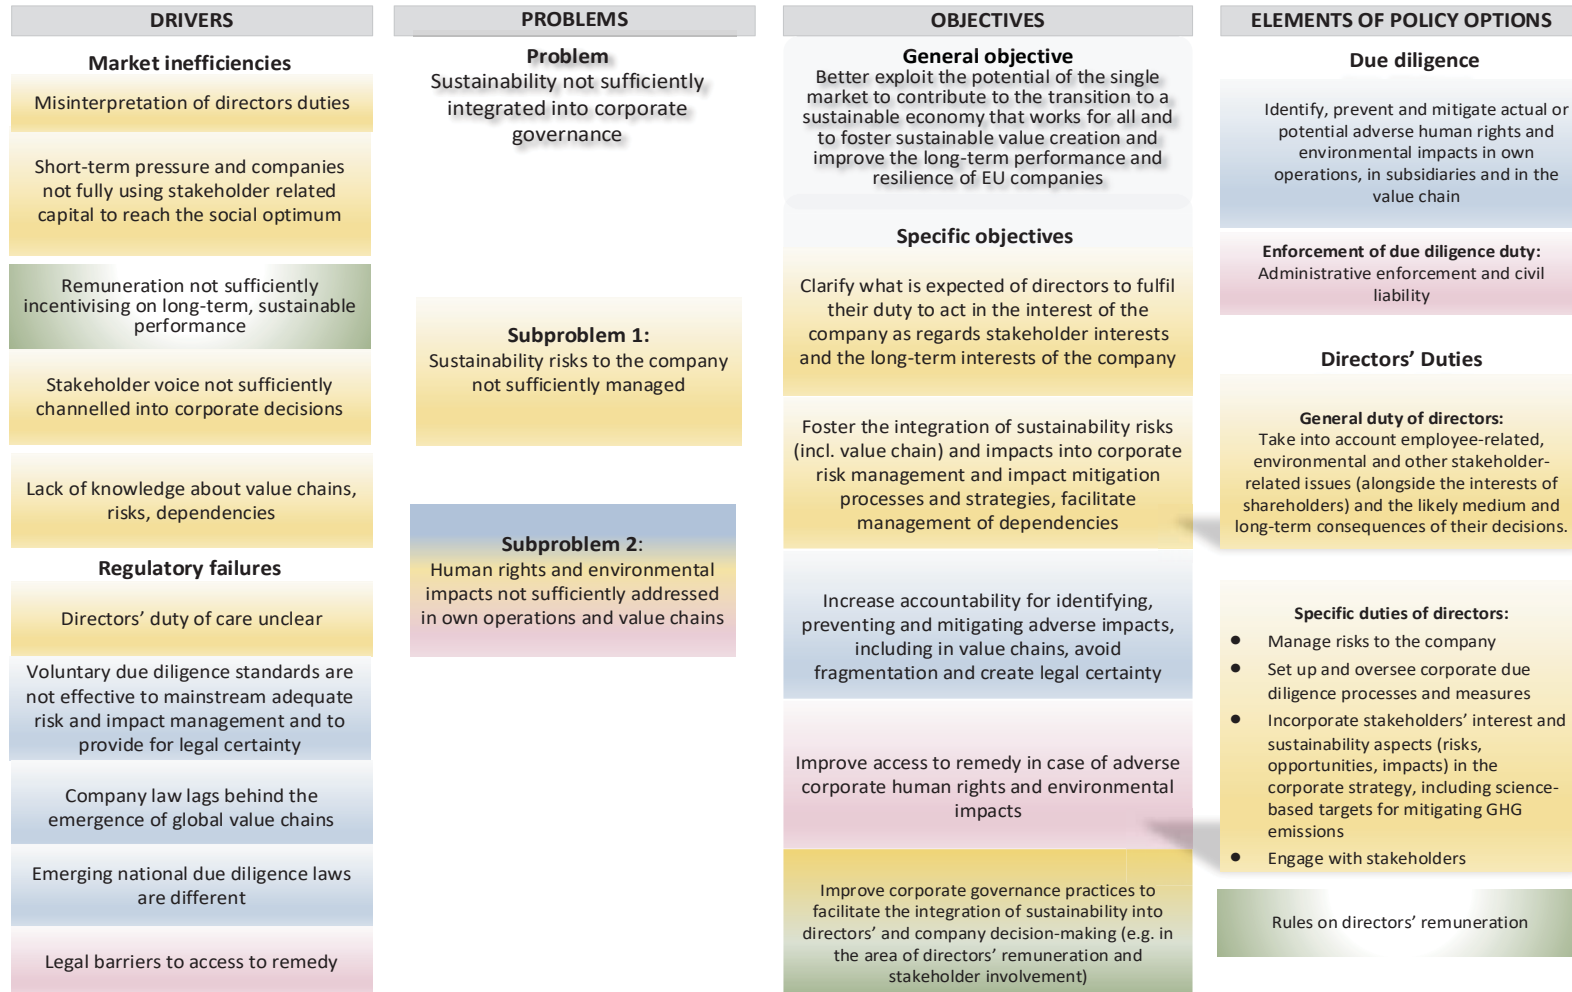 DRIVERS
Market inefficiencies
Misinterpretation of directors duties
Short-term pressure and companies
not fully using stakeholder related
capital to reach the social optimum
Remuneration not sufficiently
incentivising on long-term, sustainable
performance
Stakeholder voice not sufficiently
channelled into corporate decisions
Lack of knowledge about value chains,
risks, dependencies
Regulatory failures
Directors' duty of care unclear
Voluntary due diligence standards are
not effective to mainstream adequate
risk and impact management and to
provide for legal certainty
Company law lags behind the
emergence of global value chains
Emerging national due diligence laws
are different
Legal barriers to access to remedy
PROBLEMS
Problem
Sustainability not sufficiently
integrated into corporate
governance
Subproblem 1:
Sustainability risks to the company
not sufficiently managed
Subproblem 2:
Human rights and environmental
impacts not sufficiently addressed
in own operations and value chains
OBJECTIVES
General objective
Better exploit the potential of the single
market to contribute to the transition to a
sustainable economy that works for all and
to foster sustainable value creation and
improve the long-term performance and
resilience of EU companies
Specific objectives
Clarify what is expected of directors to fulfil
their duty to act in the interest of the
company as regards stakeholder interests
and the long-term interests of the company
Foster the integration of sustainability risks
(incl. value chain) and impacts into corporate
risk management and impact mitigation
processes and strategies, facilitate
management of dependencies
Increase accountability for identifying,
preventing and mitigating adverse impacts,
including in value chains, avoid
fragmentation and create legal certainty
Improve access to remedy in case of adverse
corporate human rights and environmental
impacts
Improve corporate governance practices to
facilitate the integration of sustainability into
directors' and company decision-making (e.g. in
the area of directors' remuneration and
stakeholder involvement)
ELEMENTS OF POLICY OPTIONS
Due diligence
Identify, prevent and mitigate actual or
potential adverse human rights and
environmental impacts in own
operations, in subsidiaries and in the
value chain
Enforcement of due diligence duty:
Administrative enforcement and civil
liability
Directors' Duties
General duty of directors:
Take into account employee-related,
environmental and other stakeholder-
related issues (alongside the interests of
shareholders) and the likely medium and
long-term consequences of their decisions.
Specific duties of directors:
● Manage risks to the company
● Set up and oversee corporate due
diligence processes and measures
● Incorporate stakeholders' interest and
sustainability aspects (risks,
opportunities, impacts) in the
corporate strategy, including science-
based targets for mitigating GHG
emissions
● Engage with stakeholders
Rules on directors' remuneration